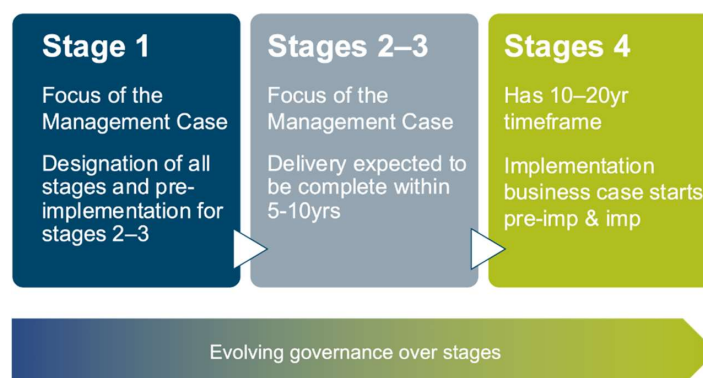 Stage 1
Focus of the
Management Case
Designation of all
stages and pre-
implementation for
stages 2–3
Stages 2–3
Focus of the
Management Case
Delivery expected to
be complete within
5-10yrs
Stages 4
Has 10–20yr
timeframe
Implementation
business case starts
pre-imp & imp
Evolving governance over stages